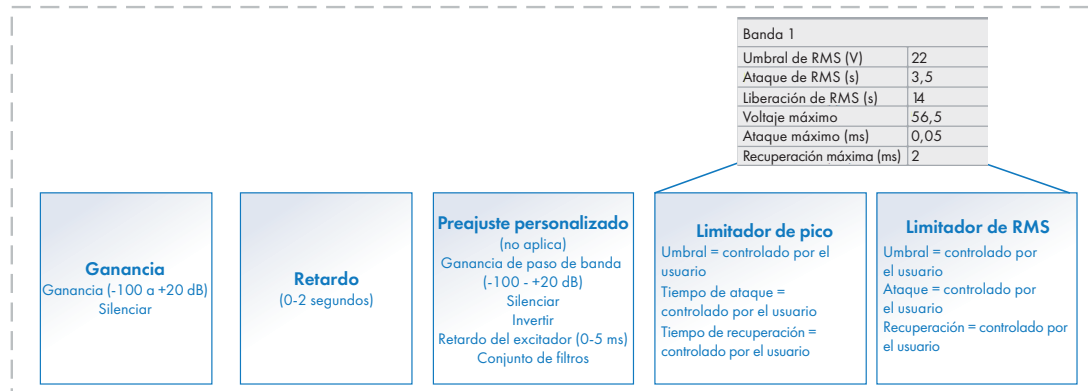 Banda 1
Umbral de RMS (V) 22
Ataque de RMS (s) 3,5
Liberación de RMS (s) 14
Voltaje máximo 56,5
Ataque máximo (ms) 0,05
Recuperación máxima (ms) 2
Ganancia
Ganancia (-100 a +20 dB)
Silenciar
Retardo
(0-2 segundos)
Preajuste personalizado
(no aplica)
Ganancia de paso de banda
(-100 - +20 dB)
Silenciar
Invertir
Retardo del excitador (0-5 ms)
Conjunto de filtros
Limitador de pico
Umbral = controlado por el
usuario
Tiempo de ataque =
controlado por el usuario
Tiempo de recuperación =
controlado por el usuario
Limitador de RMS
Umbral = controlado por
el usuario
Ataque = controlado por
el usuario
Recuperación = controlado por
el usuario